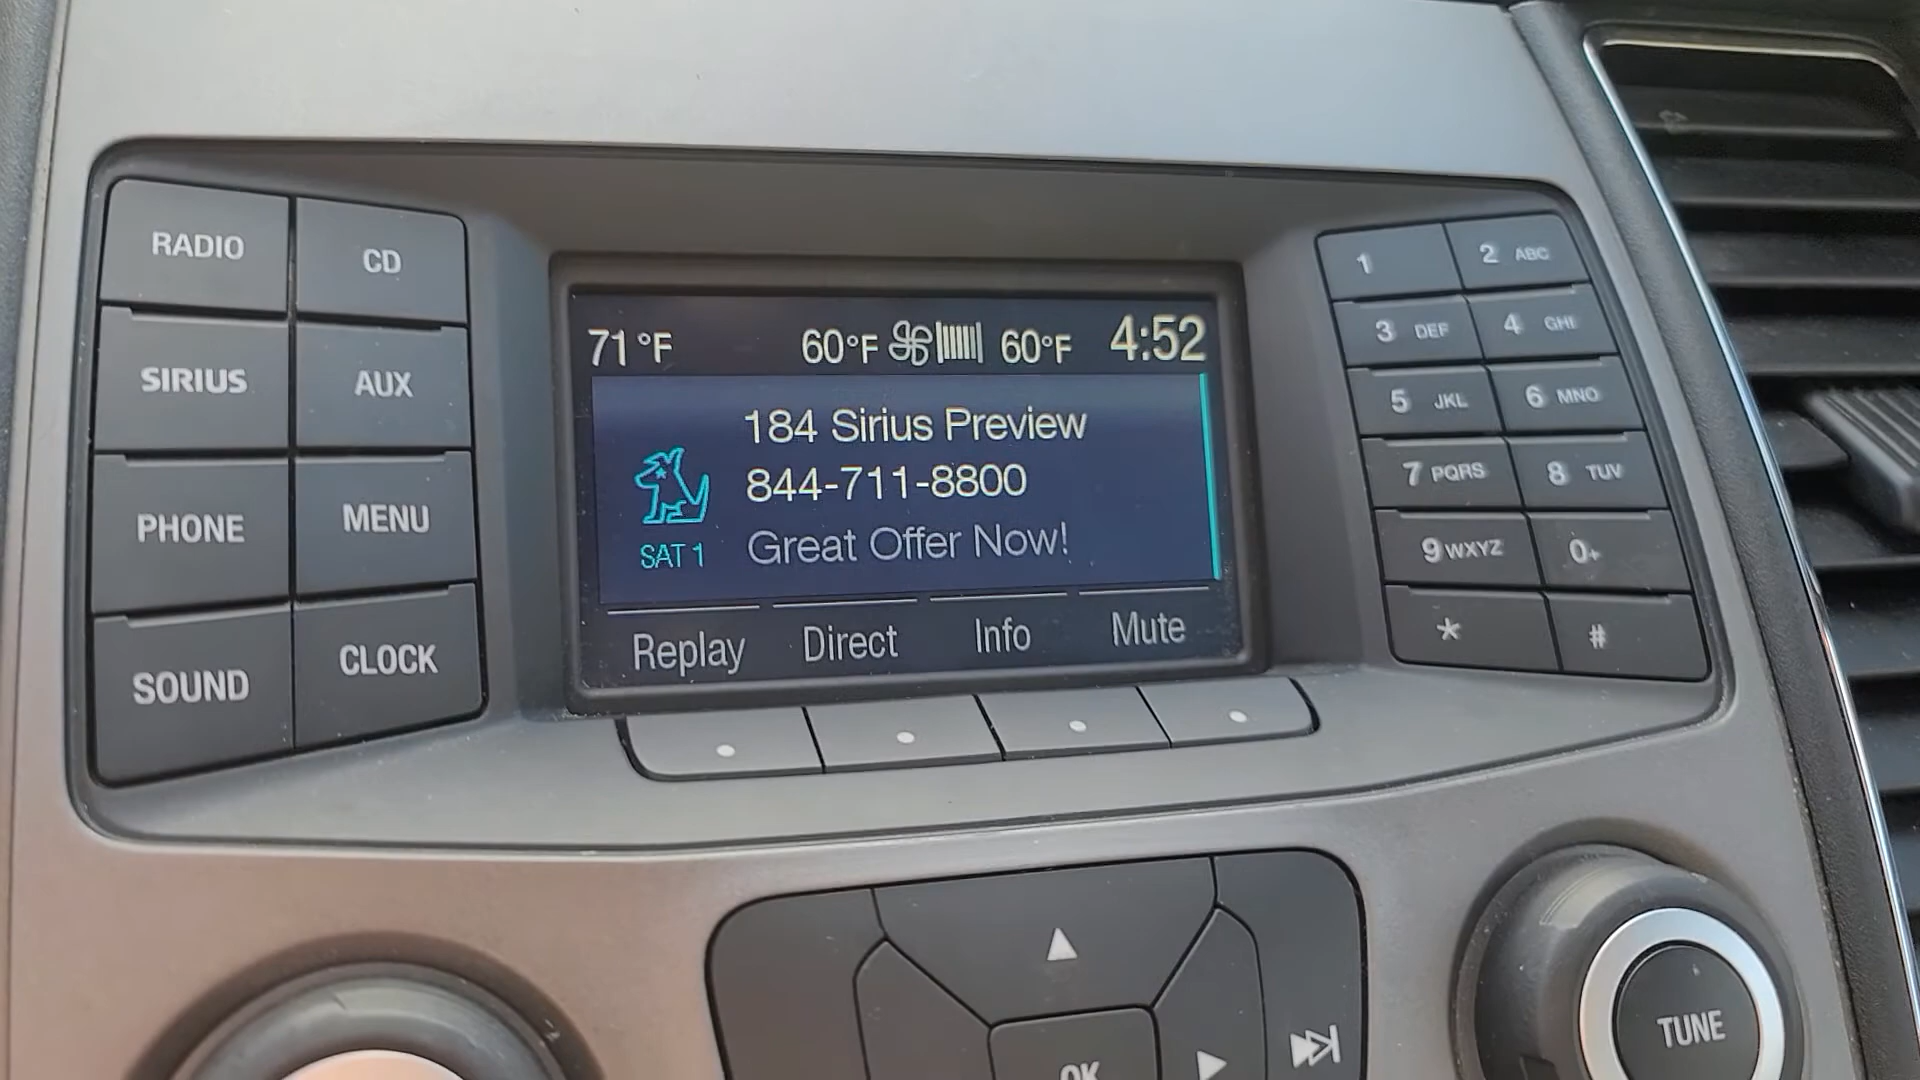 RADIO
CD
SIRIUS
AUX
PHONE
MENU
SOUND
CLOCK
71°F 60°F 60°F 4:52
184 Sirius Preview
844-711-8800
SAT 1 Great Offer Now!
Replay Direct Info Mute
1
2 ABC
3 DEF
4 GHI
5 JKL
6 MNO
7 PQRS
8 TUV
9 WXYZ
0+
*
#
OK
TUNE